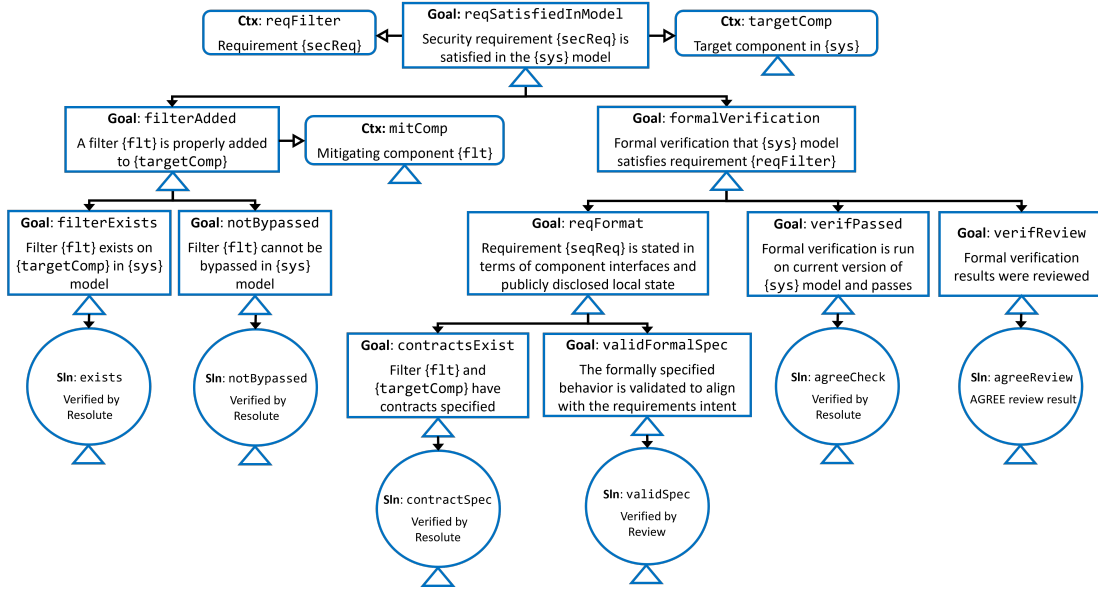 Ctx: reqFilter
Requirement {secReq}
Goal: reqSatisfiedInModel
Security requirement {secReq} is
satisfied in the {sys} model
Ctx: targetComp
Target component in {sys}
Goal: filterAdded
A filter {flt} is properly added
to {targetComp}
Ctx: mitComp
Mitigating component {flt}
Goal: formalVerification
Formal verification that {sys} model
satisfies requirement {reqFilter}
Goal: filterExists
Filter {flt} exists on
{targetComp} in {sys}
model
Goal: notBypassed
Filter {flt} cannot be
bypassed in {sys}
model
Goal: reqFormat
Requirement {seqReq} is stated in
terms of component interfaces and
publicly disclosed local state
Goal: verifPassed
Formal verification is run
on current version of
{sys} model and passes
Goal: verifReview
Formal verification
results were reviewed
Sln: exists
Verified by
Resolute
Sln: notBypassed
Verified by
Resolute
Goal: contractsExist
Filter {flt} and
{targetComp} have
contracts specified
Goal: validFormalSpec
The formally specified
behavior is validated to align
with the requirements intent
Sln: agreeCheck
Verified by
Resolute
Sln: agreeReview
AGREE review result
Sln: contractSpec
Verified by
Resolute
Sln: validSpec
Verified by
Review